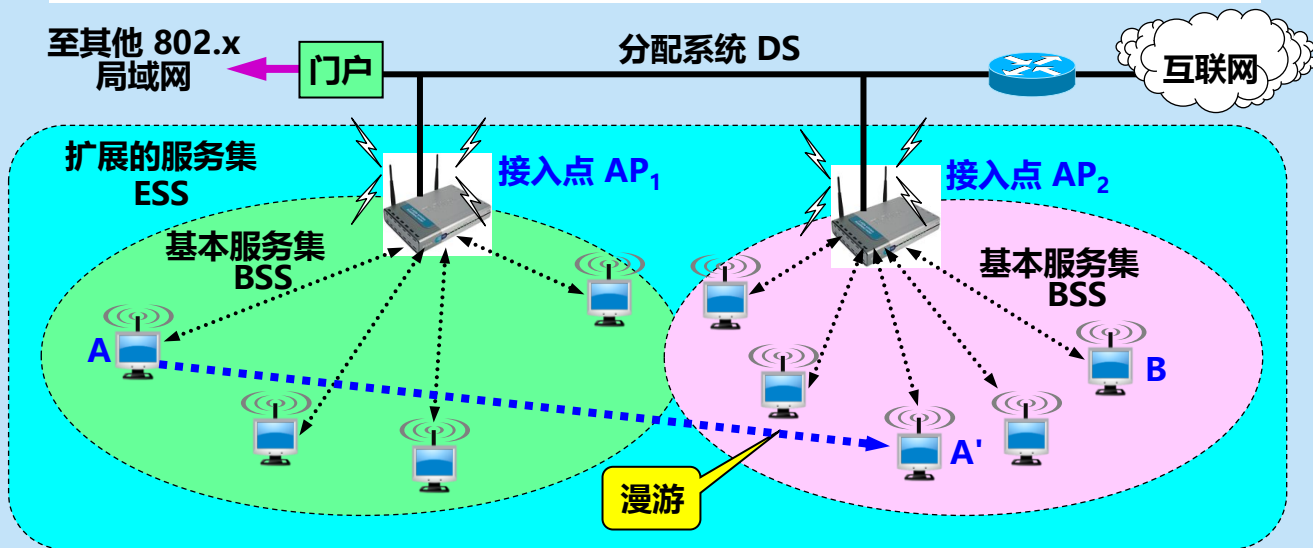 至其他 802.x
局域网
门户
分配系统 DS
互联网
扩展的服务集
ESS
接入点 AP₁
接入点 AP₂
基本服务集
BSS
基本服务集
BSS
A
B
A'
漫游